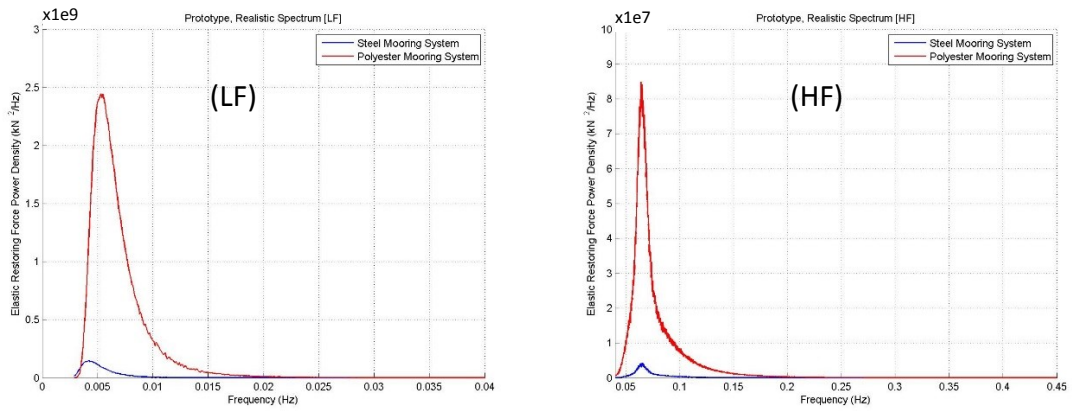 x1e9
Prototype, Realistic Spectrum [LF]
3
2.5
2
1.5
1
0.5
0
Elastic Restoring Force Power Density (kN ^2/Hz)
Steel Mooring System
Polyester Mooring System
(LF)
0 0.005 0.01 0.015 0.02 0.025 0.03 0.035 0.04
Frequency (Hz)
x1e7
Prototype, Realistic Spectrum [HF]
10
9
8
7
6
5
4
3
2
1
0
Elastic Restoring Force Power Density (kN ^2/Hz)
Steel Mooring System
Polyester Mooring System
(HF)
0.05 0.1 0.15 0.2 0.25 0.3 0.35 0.4 0.45
Frequency (Hz)